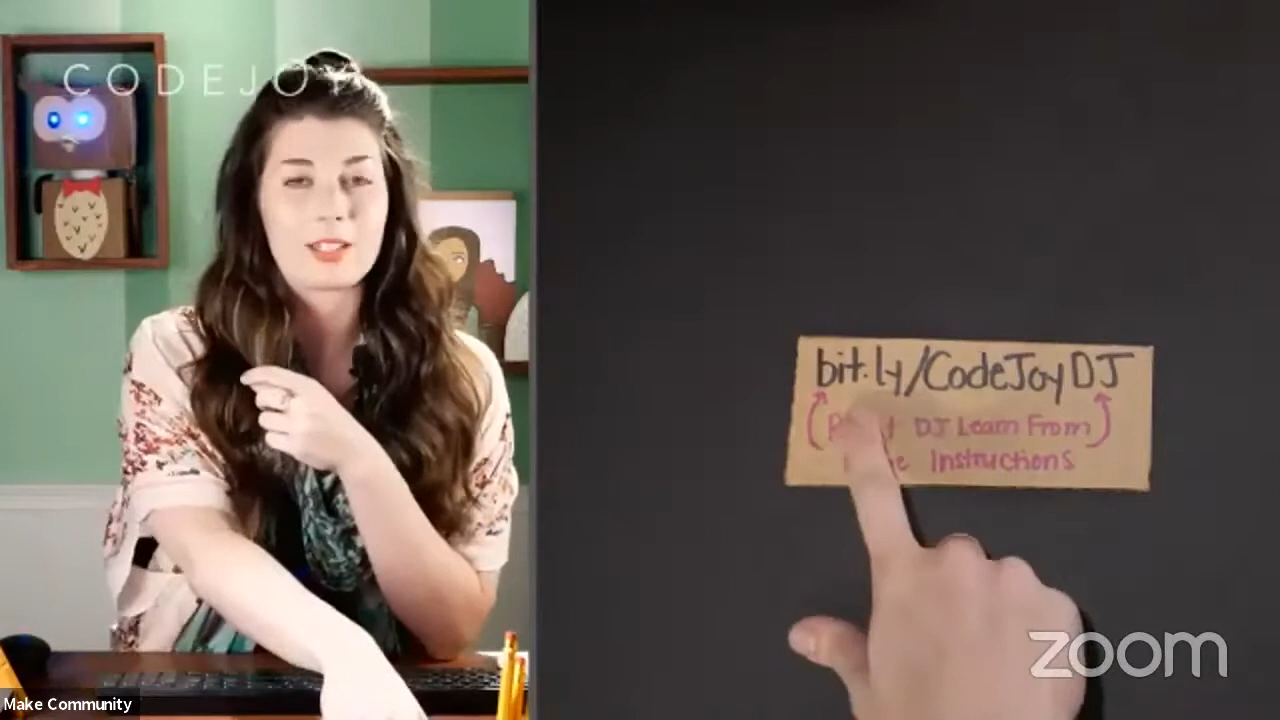 CODEJOY
bit.ly/CodeJoyDJ
DJ Learn From
Instructions
zoom
Make Community